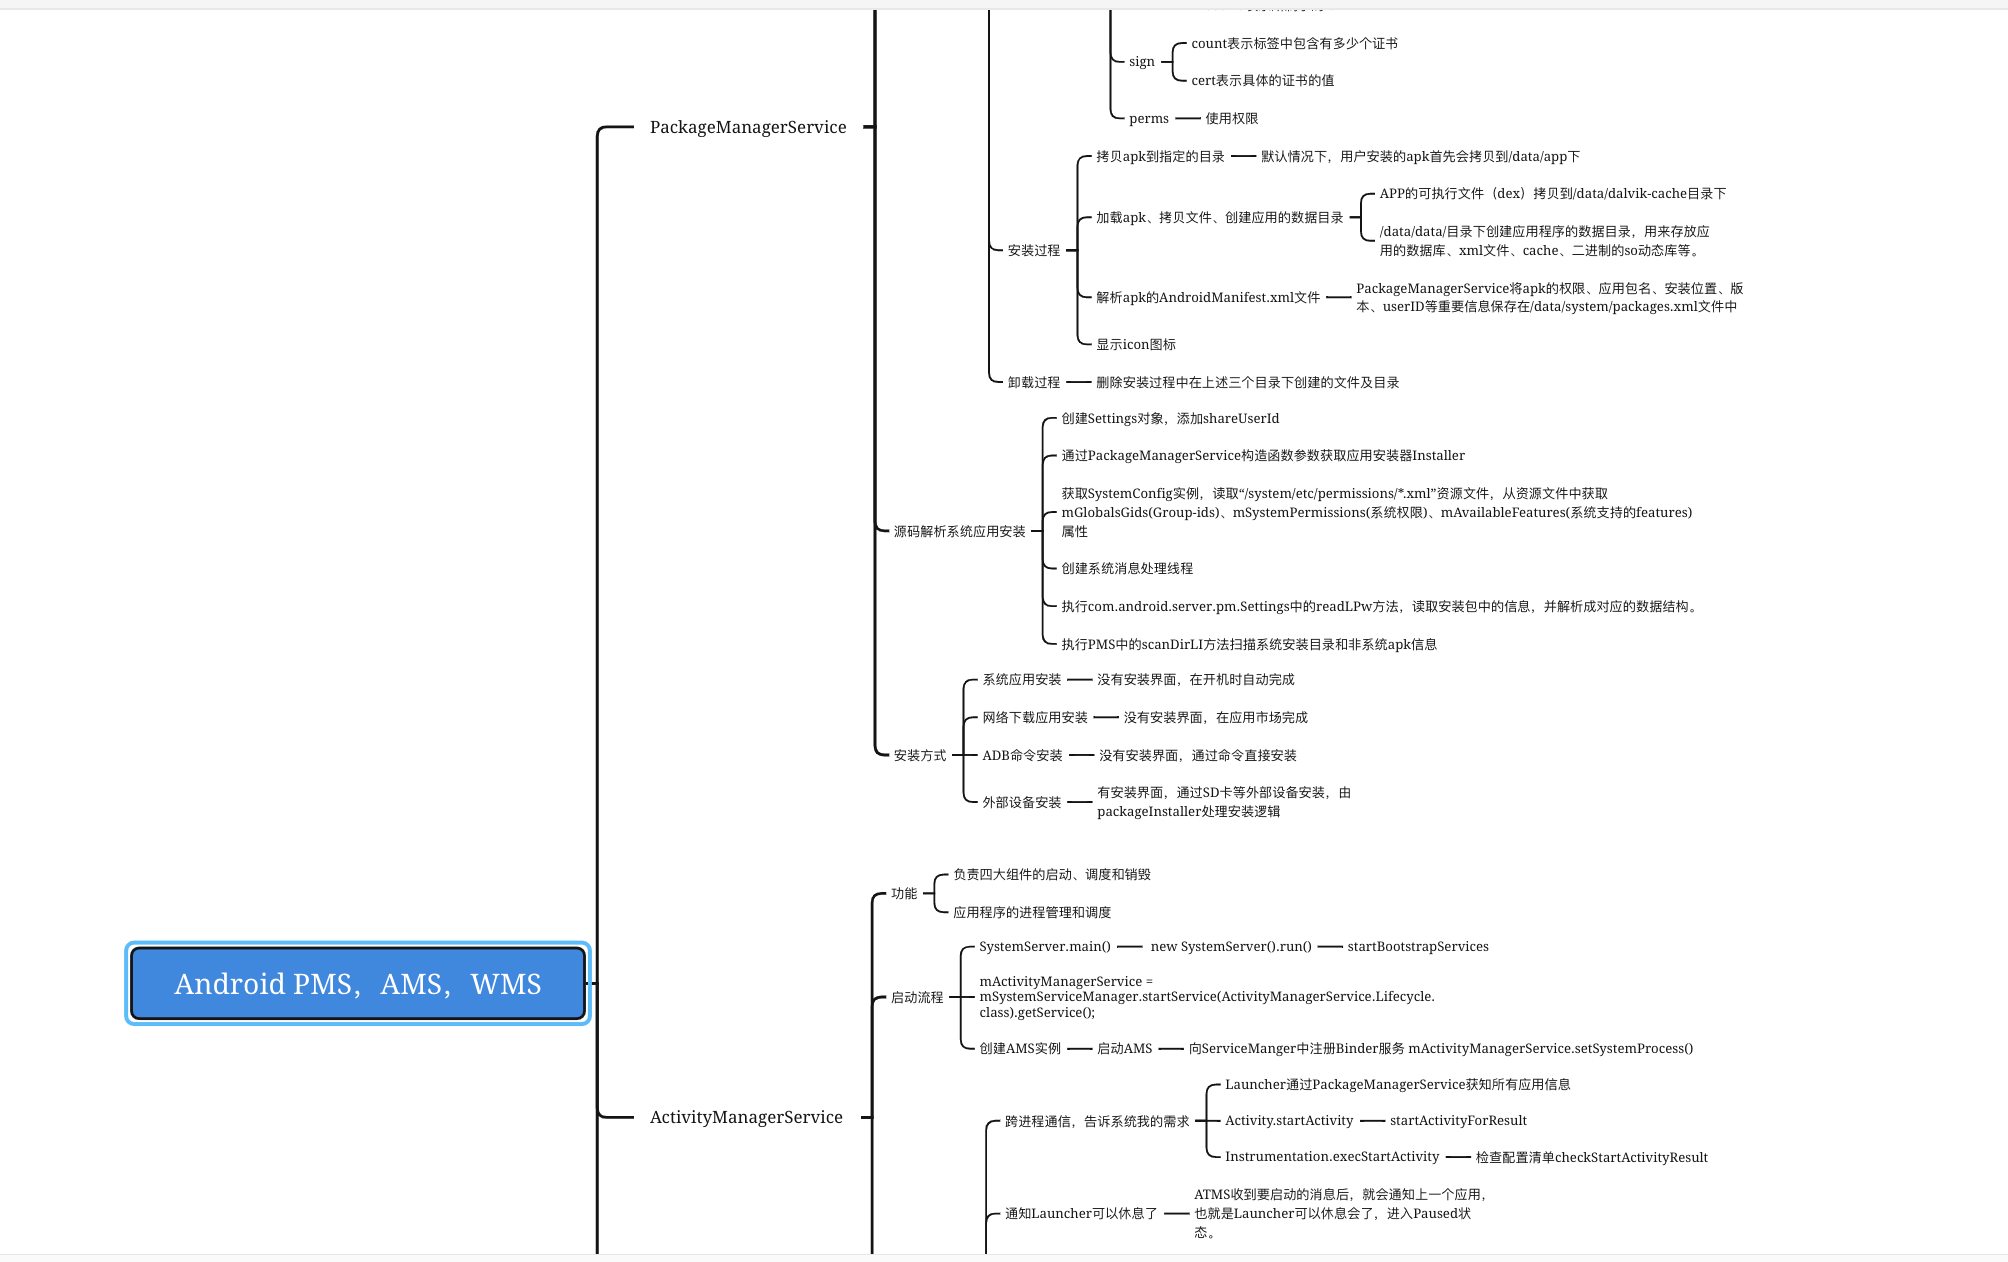 count表示标签中包含有多少个证书
sign
cert表示具体的证书的值
PackageManagerService
perms
使用权限
拷贝apk到指定的目录
默认情况下，用户安装的apk首先会拷贝到/data/app下
加载apk、拷贝文件、创建应用的数据目录
APP的可执行文件（dex）拷贝到/data/dalvik-cache目录下
/data/data/目录下创建应用程序的数据目录，用来存放应
用的数据库、xml文件、cache、二进制的so动态库等。
安装过程
解析apk的AndroidManifest.xml文件
PackageManagerService将apk的权限、应用包名、安装位置、版
本、userID等重要信息保存在/data/system/packages.xml文件中
显示icon图标
卸载过程
删除安装过程中在上述三个目录下创建的文件及目录
创建Settings对象，添加shareUserId
通过PackageManagerService构造函数参数获取应用安装器Installer
获取SystemConfig实例，读取“/system/etc/permissions/*.xml”资源文件，从资源文件中获取
mGlobalsGids(Group-ids)、mSystemPermissions(系统权限)、mAvailableFeatures(系统支持的features)
属性
源码解析系统应用安装
创建系统消息处理线程
执行com.android.server.pm.Settings中的readLPw方法，读取安装包中的信息，并解析成对应的数据结构。
执行PMS中的scanDirLI方法扫描系统安装目录和非系统apk信息
系统应用安装
没有安装界面，在开机时自动完成
网络下载应用安装
没有安装界面，在应用市场完成
安装方式
ADB命令安装
没有安装界面，通过命令直接安装
外部设备安装
有安装界面，通过SD卡等外部设备安装，由
packageInstaller处理安装逻辑
功能
负责四大组件的启动、调度和销毁
应用程序的进程管理和调度
Android PMS，AMS，WMS
SystemServer.main()
new SystemServer().run()
startBootstrapServices
启动流程
mActivityManagerService =
mSystemServiceManager.startService(ActivityManagerService.Lifecycle.
class).getService();
创建AMS实例
启动AMS
向ServiceManger中注册Binder服务 mActivityManagerService.setSystemProcess()
ActivityManagerService
跨进程通信，告诉系统我的需求
Launcher通过PackageManagerService获知所有应用信息
Activity.startActivity
startActivityForResult
Instrumentation.execStartActivity
检查配置清单checkStartActivityResult
通知Launcher可以休息了
ATMS收到要启动的消息后，就会通知上一个应用，
也就是Launcher可以休息会了，进入Paused状
态。